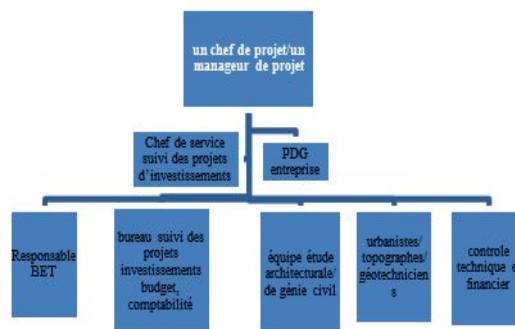 un chef de projet/un
manageur de projet
Chef de service
suivi des projets
d'investissements
PDG
entreprise
Responsable
BET
bureau suivi des
projets
investissements
budget,
comptabilité
équipe étude
architecturale/
de génie civil
urbanistes/
topographes/
géotechnicien
s
controle
technique e
financier